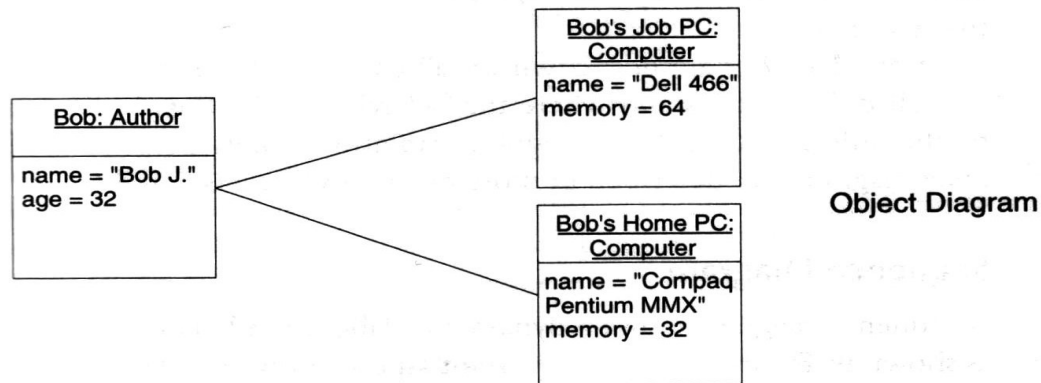 Bob: Author
name = "Bob J."
age = 32
Bob's Job PC:
Computer
name = "Dell 466"
memory = 64
Bob's Home PC:
Computer
name = "Compaq
Pentium MMX"
memory = 32
Object Diagram